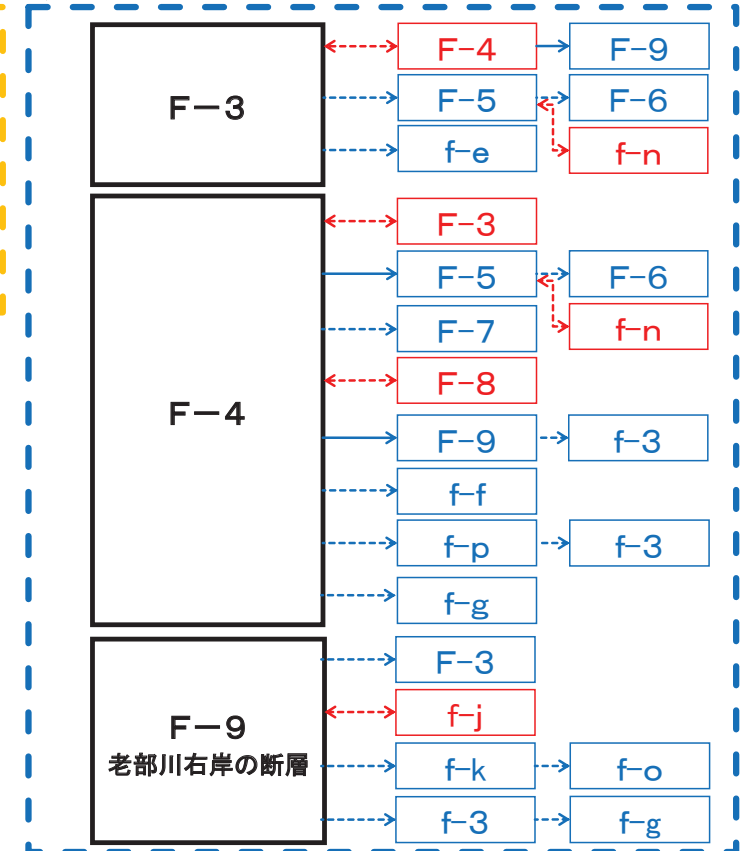 F－3
F−4
F−9
F−5
F−6
f−e
f−n
F－4
F−3
F−5
F−6
f−n
F−7
F−8
F−9
f−3
f−f
f−p
f−3
f−g
F－9
老部川右岸の断層
F−3
f−j
f−k
f−o
f−3
f−g